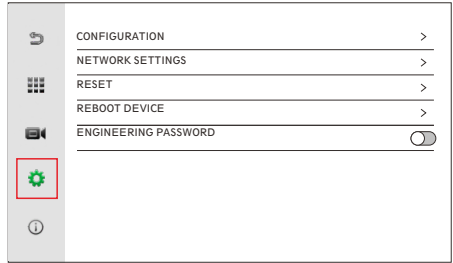 CONFIGURATION
NETWORK SETTINGS
RESET
REBOOT DEVICE
ENGINEERING PASSWORD